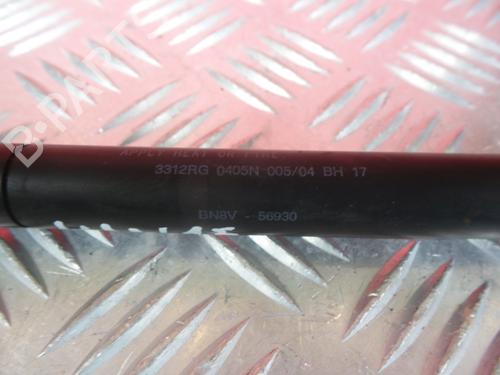 B-PARTS
APPLY HEAT OR FIRE
3312RG 0405N 005/04 BH 17
BN8V - 56930